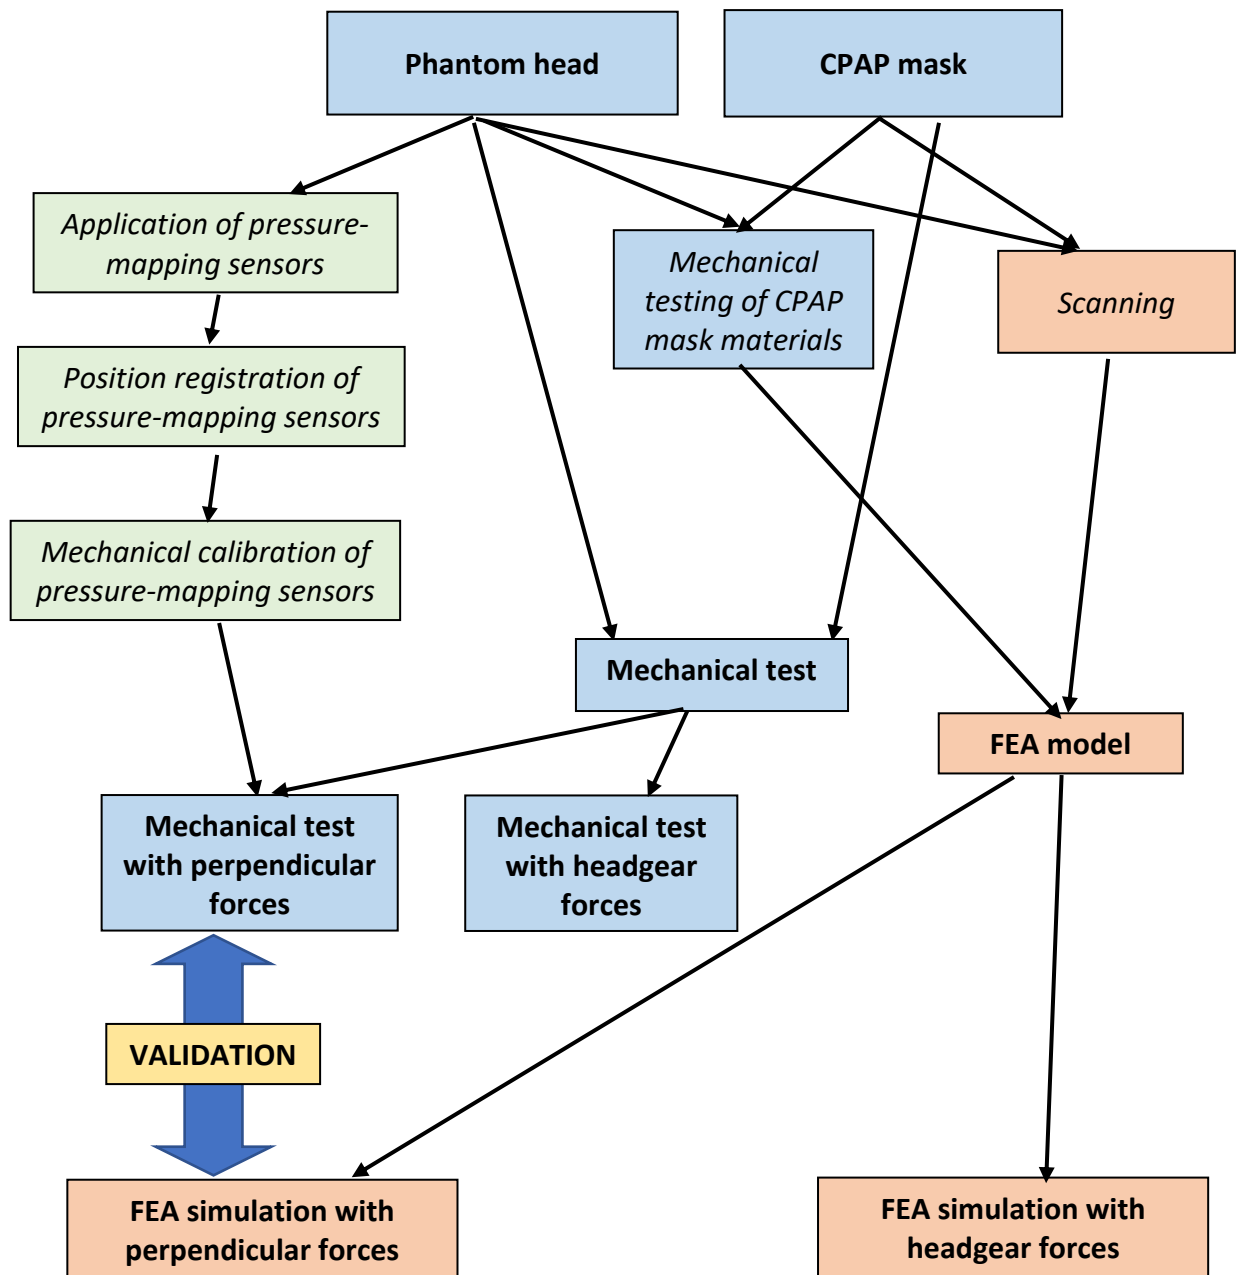 Phantom head
CPAP mask
Application of pressure-
mapping sensors
Mechanical
testing of CPAP
mask materials
Scanning
Position registration of
pressure-mapping sensors
Mechanical calibration of
pressure-mapping sensors
Mechanical test
FEA model
Mechanical test
with perpendicular
forces
Mechanical test
with headgear
forces
VALIDATION
FEA simulation with
perpendicular forces
FEA simulation with
headgear forces